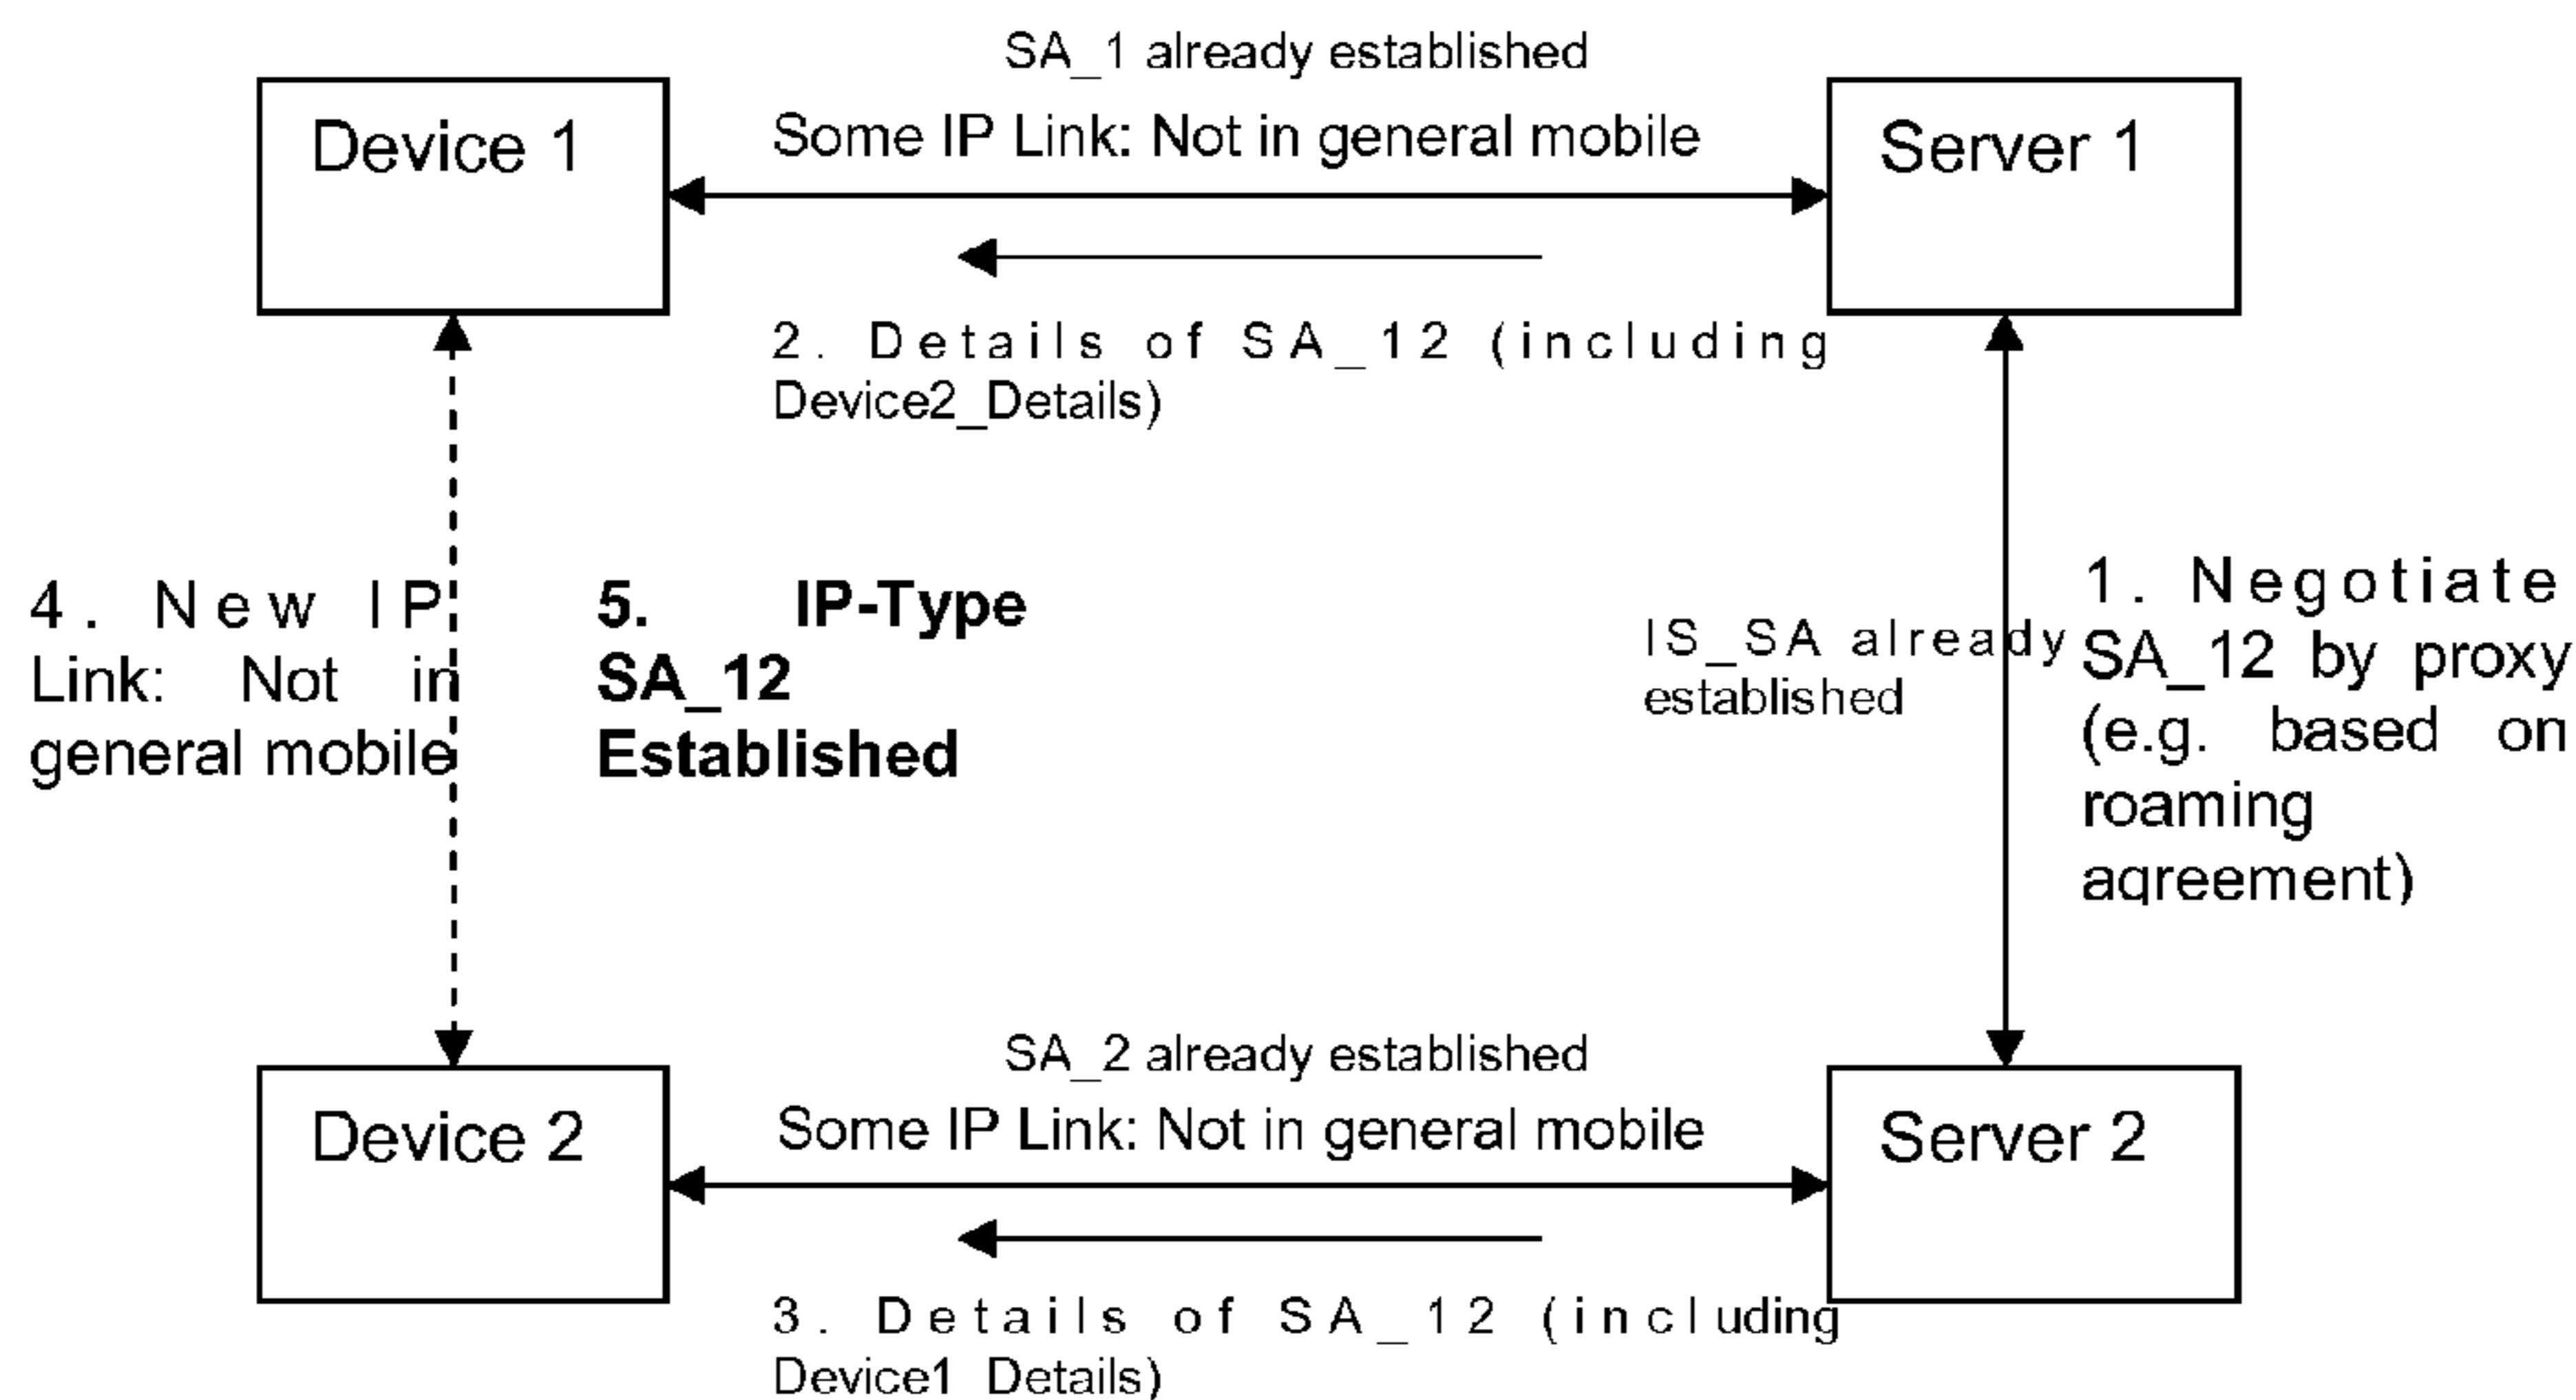 SA_1 already established
Device 1
Some IP Link: Not in general mobile
Server 1
2. Details of SA_12 (including
Device2_Details)
4. New IP
Link: Not in
general mobile
5. IP-Type
SA_12
Established
IS_SA already
established
1. Negotiate
SA_12 by proxy
(e.g. based on
roaming
agreement)
SA_2 already established
Device 2
Some IP Link: Not in general mobile
Server 2
3. Details of SA_12 (including
Device1_Details)